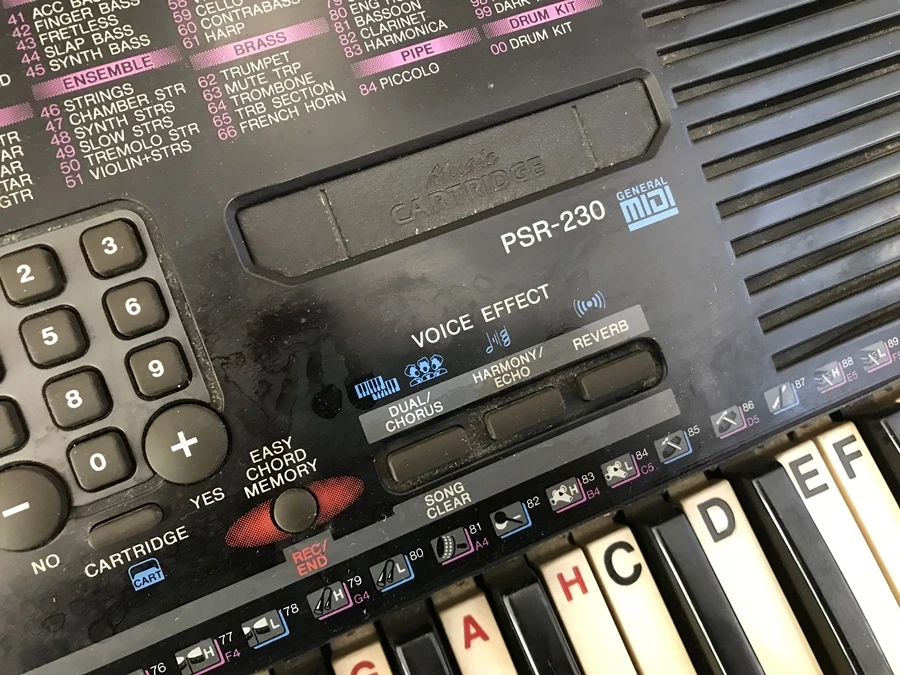 41 ACC BA
42 FINGER BASS
43 FRETLESS
44 SLAP BASS
45 SYNTH BASS
ENSEMBLE
46 STRINGS
47 CHAMBER STR
48 SYNTH STRS
49 SLOW STRS
50 TREMOLO STR
51 VIOLIN+STRS
TAR
GTR
59 CELLO
60 CONTRABASS
61 HARP
BRASS
62 TRUMPET
63 MUTE TRP
64 TROMBONE
65 TRB SECTION
66 FRENCH HORN
80 ENG
81 BASSOON
82 CLARINET
83 HARMONICA
PIPE
84 PICCOLO
99 DARK
DRUM KIT
00 DRUM KIT
Music
CARTRIDGE
PSR-230
GENERAL
MIDI
VOICE EFFECT
DUAL/
CHORUS
HARMONY/
ECHO
REVERB
SONG
CLEAR
2
3
5
6
8
9
0
+
-
YES
NO
CARTRIDGE
CART
EASY
CHORD
MEMORY
REC/
END
76
77 H F4
78 L
79 H G4
80 L
81 A4
82
83 H B4
84 L C5
85
86 D5
87
88 H E5
89 L
G
A
H
C
D
E
F